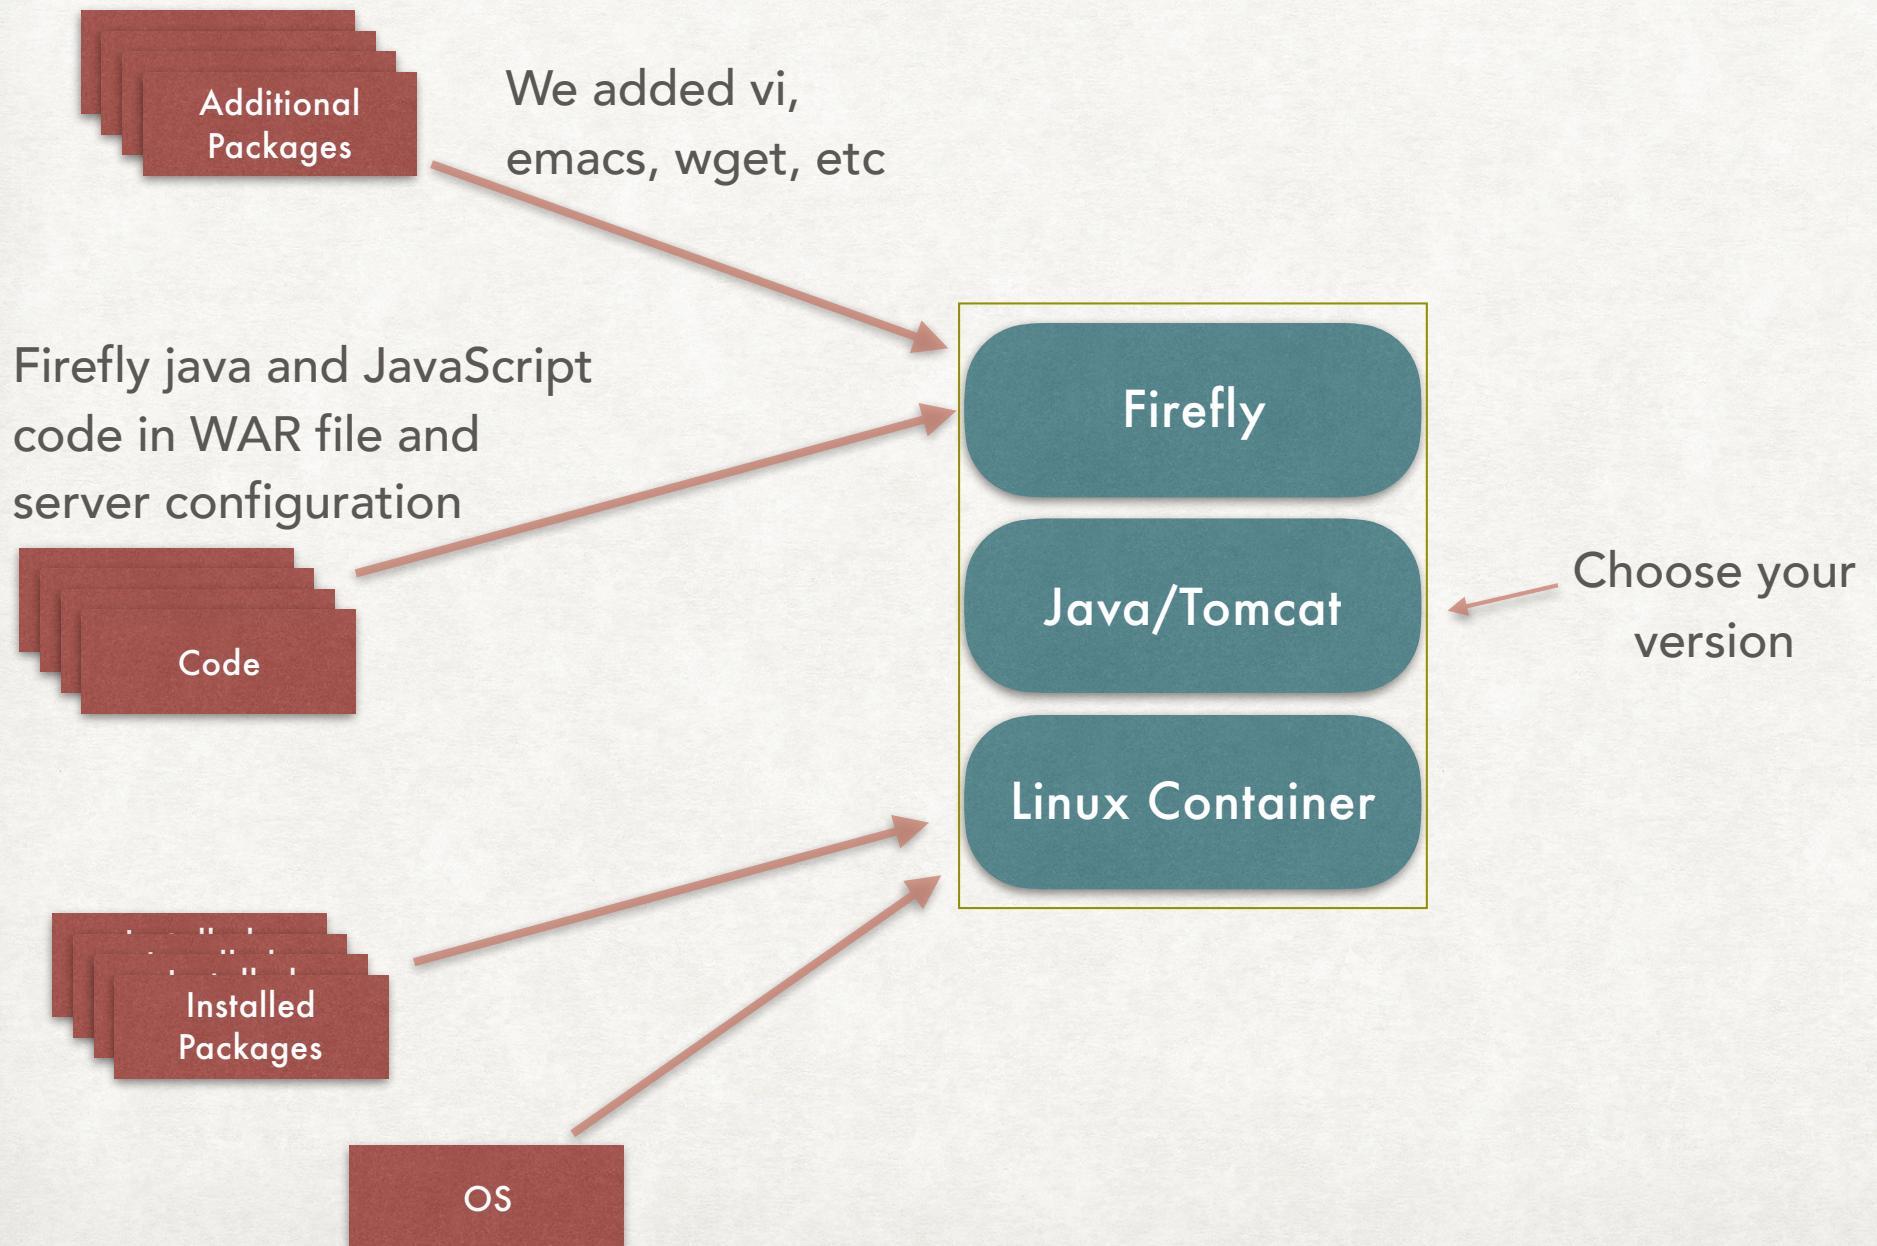 Additional
Packages
We added vi,
emacs, wget, etc
Firefly java and JavaScript
code in WAR file and
server configuration
Code
Firefly
Java/Tomcat
Linux Container
Choose your
version
Installed
Packages
OS